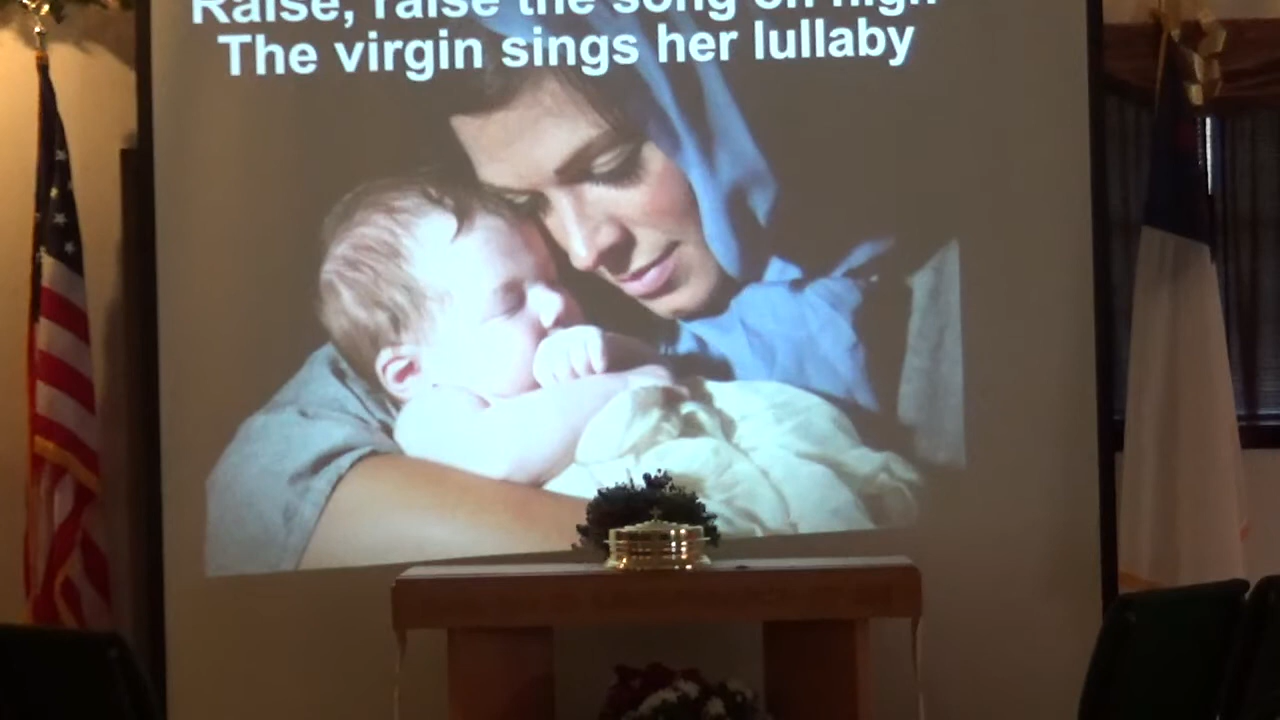 Raise, raise the song on high
The virgin sings her lullaby